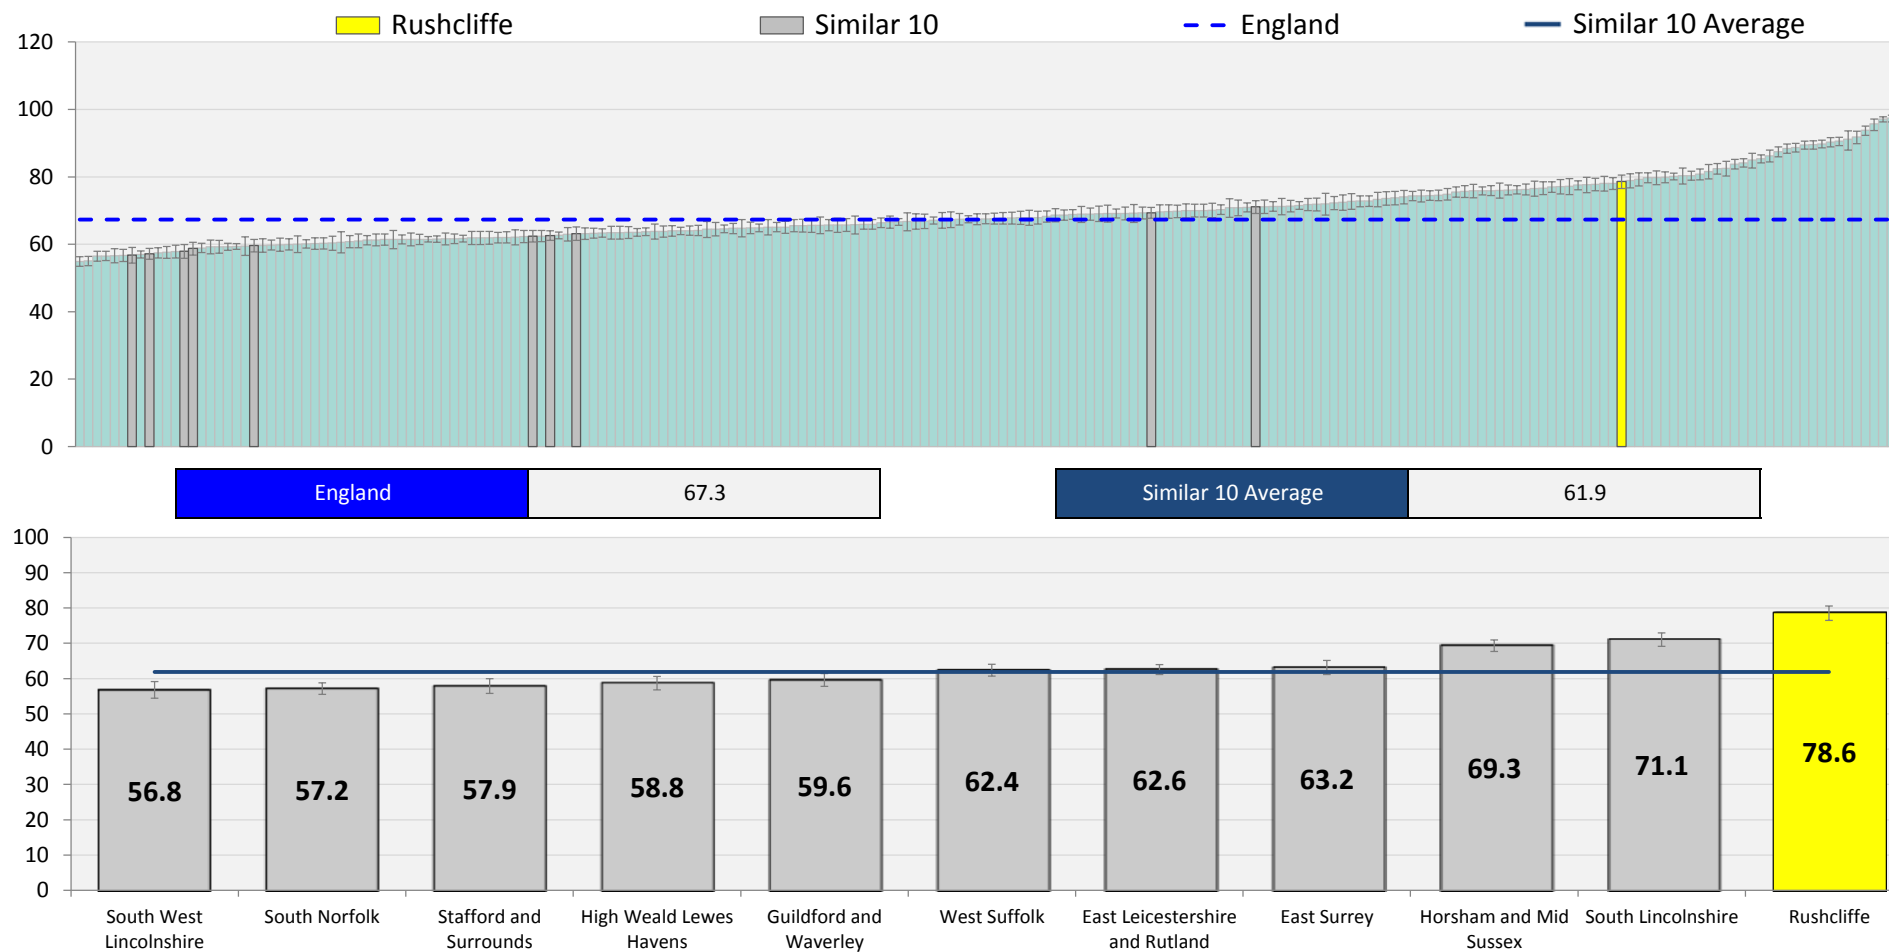 Rushcliffe Similar 10 England Similar 10 Average
120
100
80
60
40
20
0
England 67.3 Similar 10 Average 61.9
100
90
80
70
60
50
40
30
20
10
0
56.8 57.2 57.9 58.8 59.6 62.4 62.6 63.2 69.3 71.1 78.6
South West
Lincolnshire
South Norfolk
Stafford and
Surrounds
High Weald Lewes
Havens
Guildford and
Waverley
West Suffolk
East Leicestershire
and Rutland
East Surrey
Horsham and Mid
Sussex
South Lincolnshire
Rushcliffe